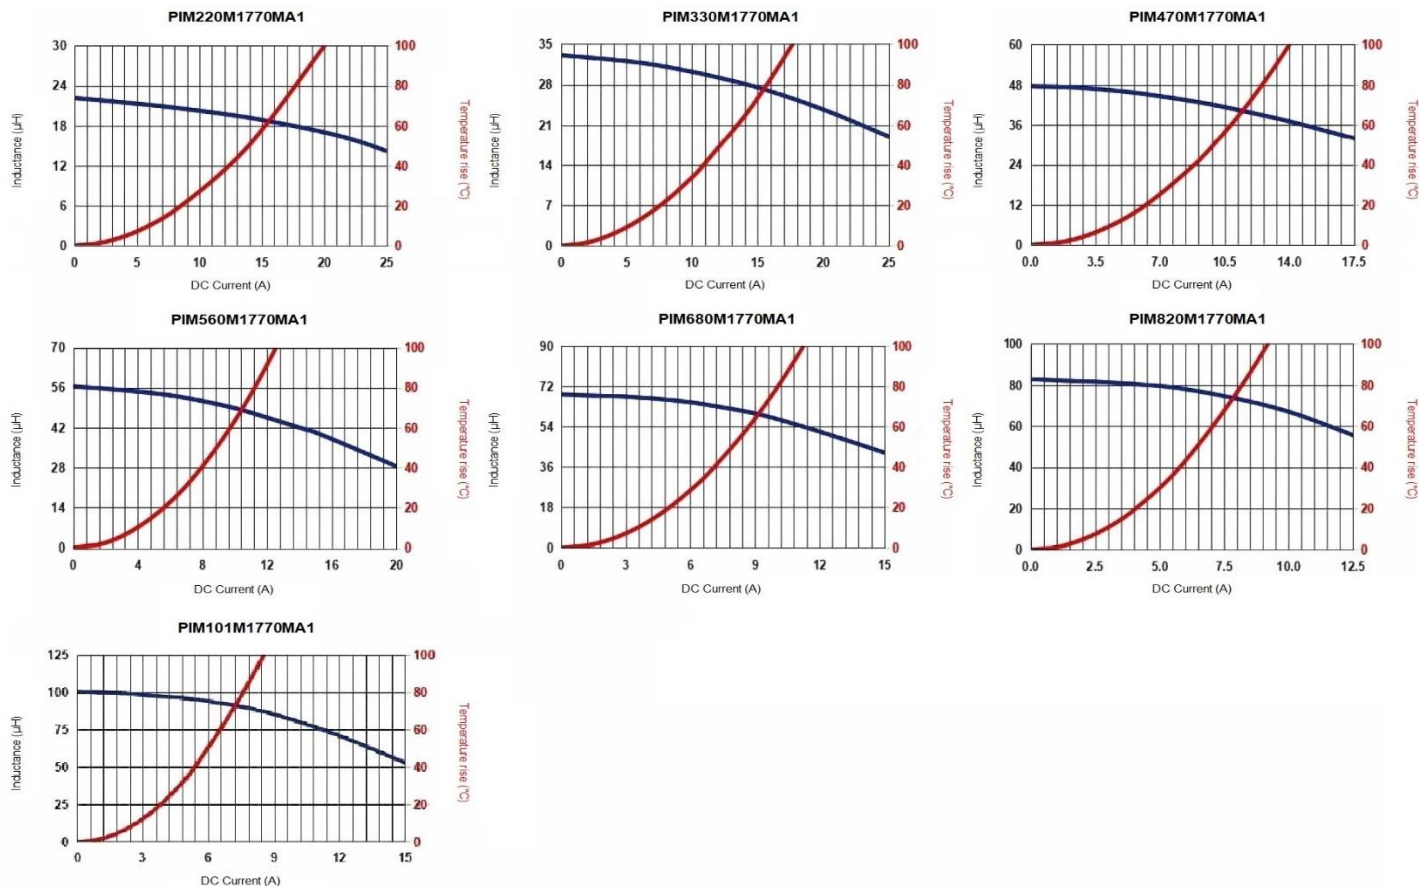 PIM220M1770MA1
30
24
18
12
6
0
100
80
60
40
20
0
0 5 10 15 20 25
Inductance (µH)
Temperature rise (°C)
DC Current (A)
PIM330M1770MA1
35
28
21
14
7
0
100
80
60
40
20
0
0 5 10 15 20 25
Inductance (µH)
Temperature rise (°C)
DC Current (A)
PIM470M1770MA1
60
48
36
24
12
0
100
80
60
40
20
0
0.0 3.5 7.0 10.5 14.0 17.5
Inductance (µH)
Temperature rise (°C)
DC Current (A)
PIM560M1770MA1
70
56
42
28
14
0
100
80
60
40
20
0
0 4 8 12 16 20
Inductance (µH)
Temperature rise (°C)
DC Current (A)
PIM680M1770MA1
90
72
54
36
18
0
100
80
60
40
20
0
0 3 6 9 12 15
Inductance (µH)
Temperature rise (°C)
DC Current (A)
PIM820M1770MA1
100
80
60
40
20
0
100
80
60
40
20
0
0.0 2.5 5.0 7.5 10.0 12.5
Inductance (µH)
Temperature rise (°C)
DC Current (A)
PIM101M1770MA1
125
100
75
50
25
0
100
80
60
40
20
0
0 3 6 9 12 15
Inductance (µH)
Temperature rise (°C)
DC Current (A)